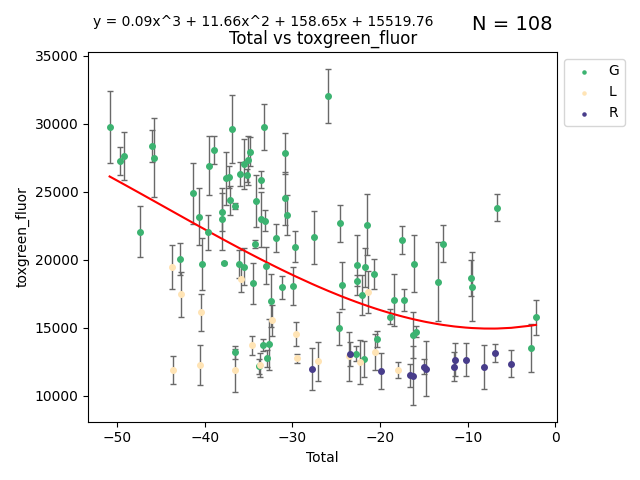 y = 0.09x^3 + 11.66x^2 + 158.65x + 15519.76
N = 108
Total vs toxgreen_fluor
35000
30000
25000
20000
15000
10000
toxgreen_fluor
−50
−40
−30
−20
−10
0
Total
G
L
R